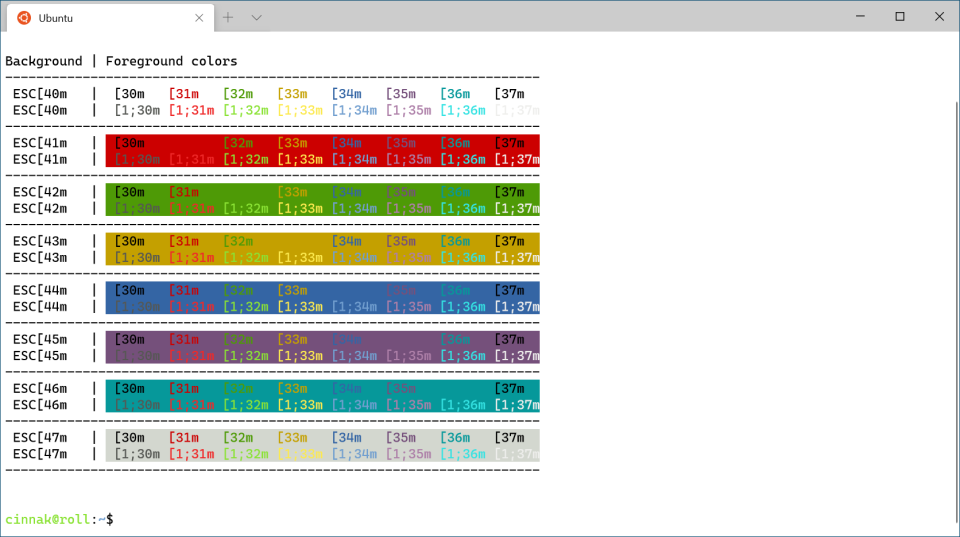 Ubuntu
Background | Foreground colors
--------------------------------------------------------------------
ESC[40m | [30m [31m [32m [33m [34m [35m [36m [37m
ESC[40m | [1;30m [1;31m [1;32m [1;33m [1;34m [1;35m [1;36m [1;37m
--------------------------------------------------------------------
ESC[41m | [30m [32m [33m [34m [35m [36m [37m
ESC[41m | [1;30m [1;31m [1;32m [1;33m [1;34m [1;35m [1;36m [1;37m
--------------------------------------------------------------------
ESC[42m | [30m [31m [33m [34m [35m [36m [37m
ESC[42m | [1;30m [1;31m [1;32m [1;33m [1;34m [1;35m [1;36m [1;37m
--------------------------------------------------------------------
ESC[43m | [30m [31m [32m [34m [35m [36m [37m
ESC[43m | [1;30m [1;31m [1;32m [1;33m [1;34m [1;35m [1;36m [1;37m
--------------------------------------------------------------------
ESC[44m | [30m [31m [32m [33m [35m [36m [37m
ESC[44m | [1;30m [1;31m [1;32m [1;33m [1;34m [1;35m [1;36m [1;37m
--------------------------------------------------------------------
ESC[45m | [30m [31m [32m [33m [34m [36m [37m
ESC[45m | [1;30m [1;31m [1;32m [1;33m [1;34m [1;35m [1;36m [1;37m
--------------------------------------------------------------------
ESC[46m | [30m [31m [32m [33m [34m [35m [37m
ESC[46m | [1;30m [1;31m [1;32m [1;33m [1;34m [1;35m [1;36m [1;37m
--------------------------------------------------------------------
ESC[47m | [30m [31m [32m [33m [34m [35m [36m [37m
ESC[47m | [1;30m [1;31m [1;32m [1;33m [1;34m [1;35m [1;36m [1;37m
--------------------------------------------------------------------
cinnak@roll:~$